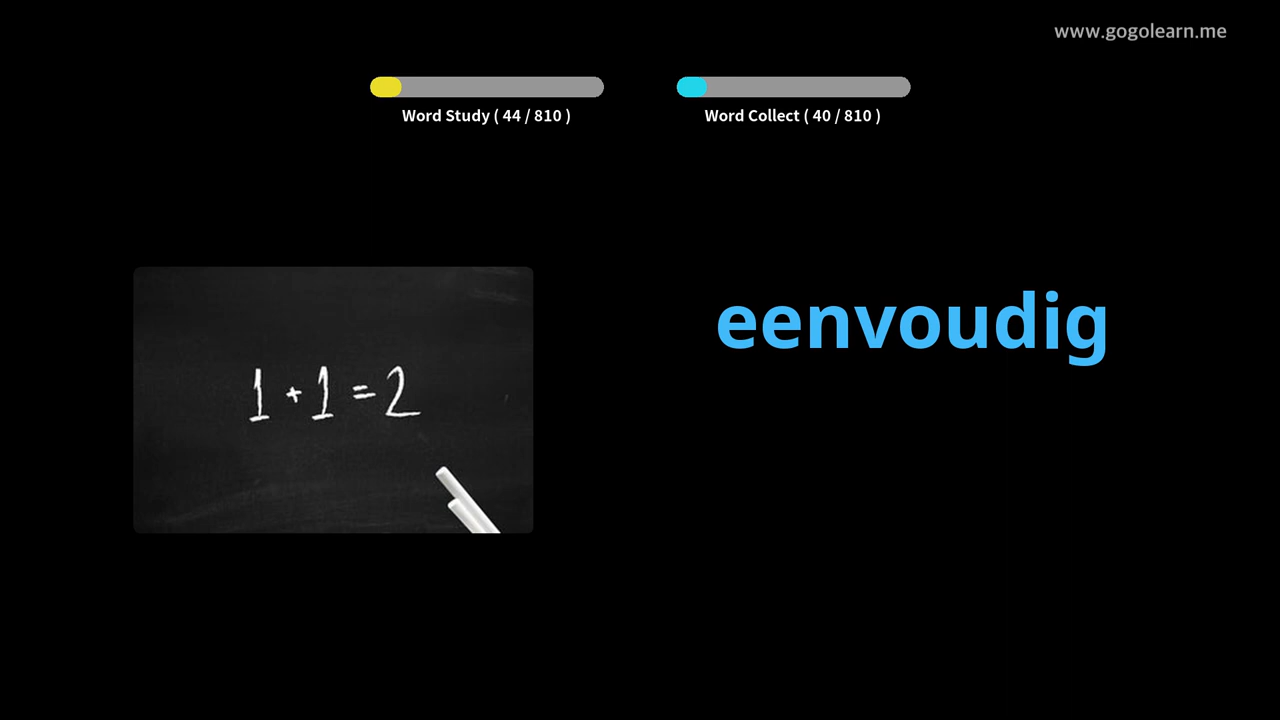 www.gogolearn.me
Word Study ( 44 / 810 )
Word Collect ( 40 / 810 )
eenvoudig
1 + 1 = 2